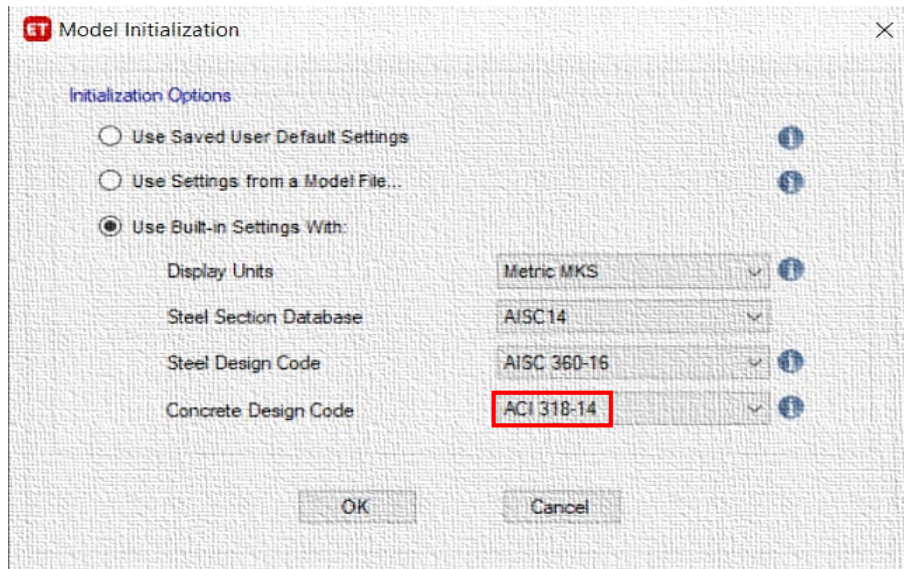 ET Model Initialization
Initialization Options
Use Saved User Default Settings
Use Settings from a Model File...
Use Built-in Settings With:
Display Units Metric MKS
Steel Section Database AISC14
Steel Design Code AISC 360-16
Concrete Design Code ACI 318-14
OK Cancel